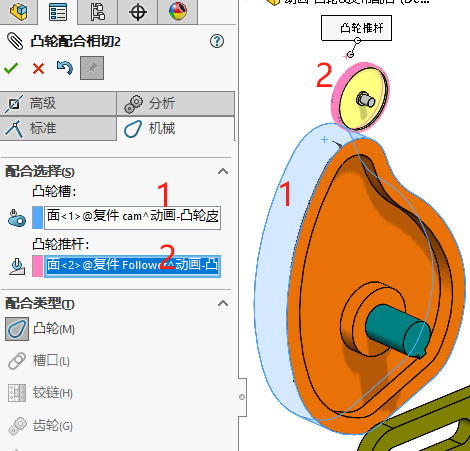 凸轮配合相切2
高级
分析
标准
机械
配合选择(S)
凸轮槽:
1
面<1>@复件 cam^动画-凸轮皮
凸轮推杆:
2
面<2>@复件 Follower^动画-凸
配合类型(T)
凸轮(M)
槽口(L)
铰链(H)
齿轮(G)
凸轮推杆
2
1